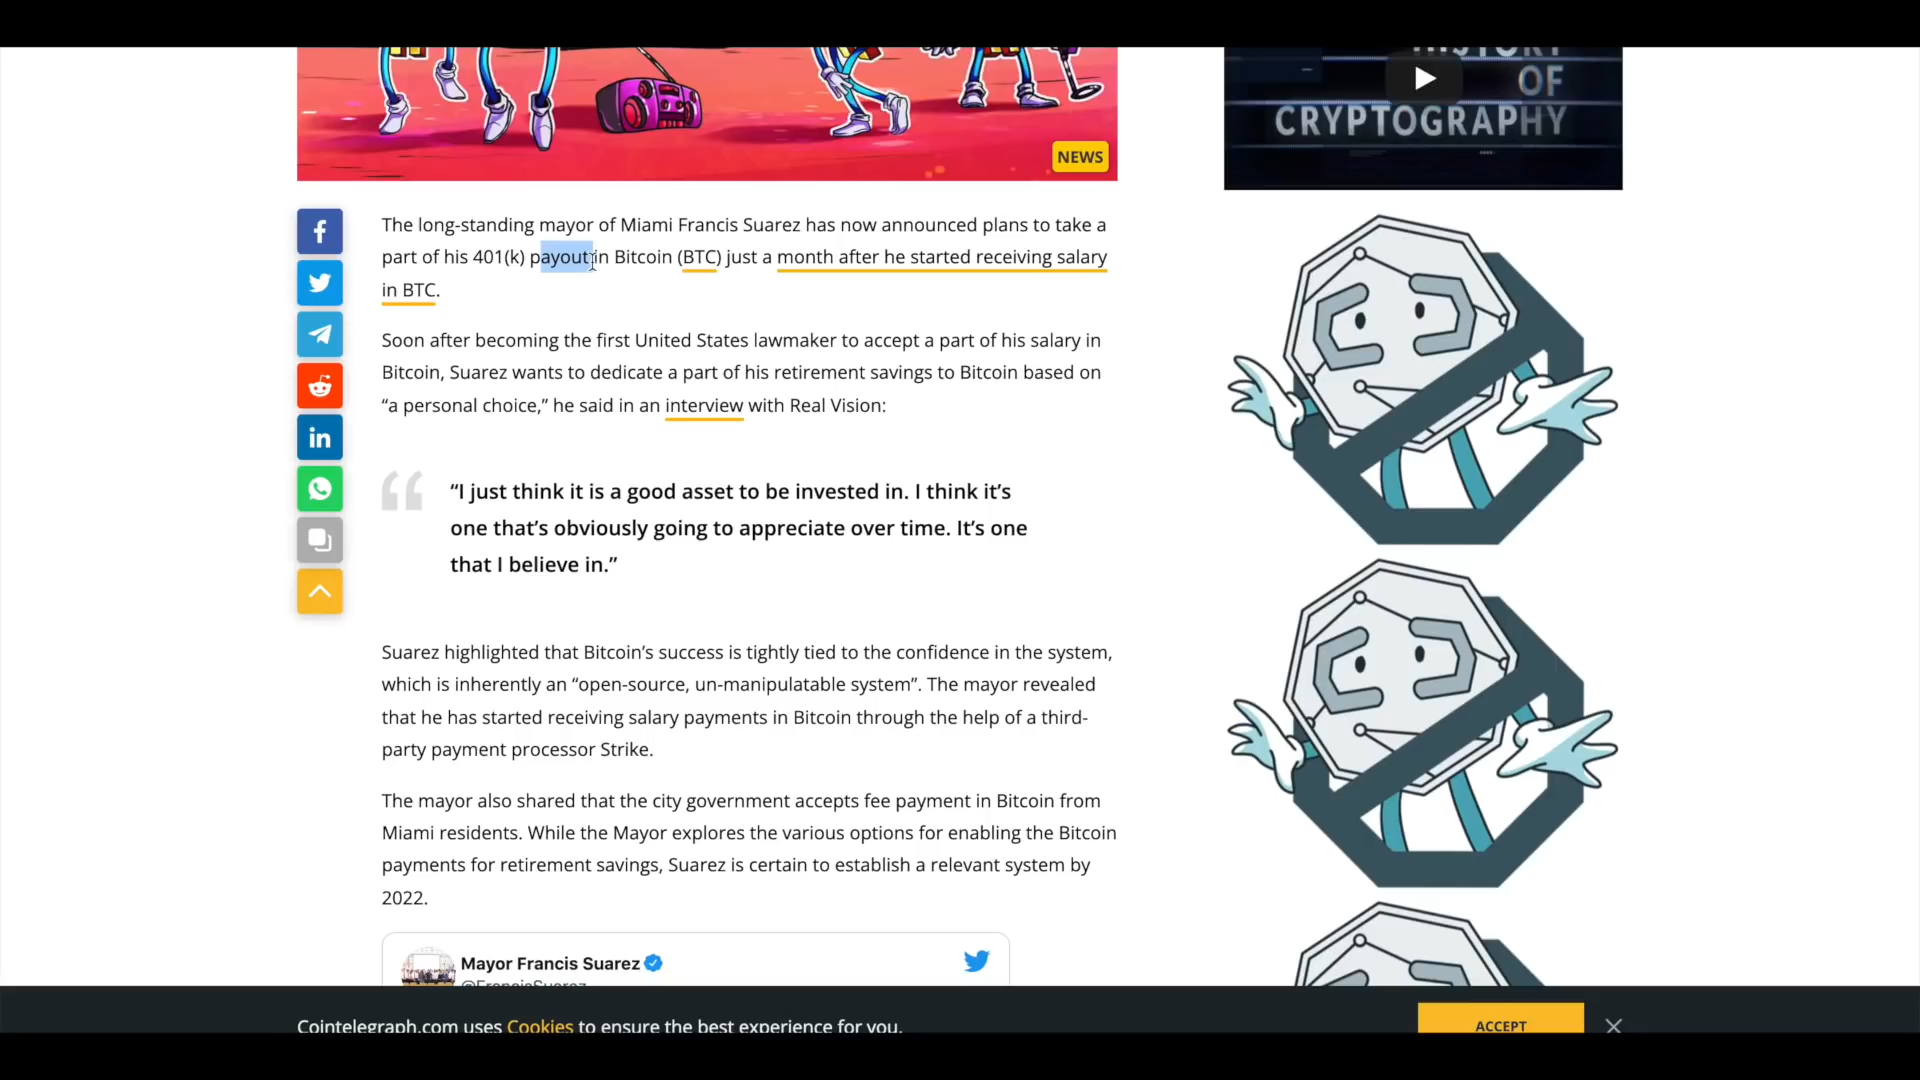 HISTORY
OF
CRYPTOGRAPHY
NEWS
The long-standing mayor of Miami Francis Suarez has now announced plans to take a
part of his 401(k) payout in Bitcoin (BTC) just a month after he started receiving salary
in BTC.
Soon after becoming the first United States lawmaker to accept a part of his salary in
Bitcoin, Suarez wants to dedicate a part of his retirement savings to Bitcoin based on
“a personal choice,” he said in an interview with Real Vision:
“I just think it is a good asset to be invested in. I think it’s
one that’s obviously going to appreciate over time. It’s one
that I believe in.”
Suarez highlighted that Bitcoin’s success is tightly tied to the confidence in the system,
which is inherently an “open-source, un-manipulatable system”. The mayor revealed
that he has started receiving salary payments in Bitcoin through the help of a third-
party payment processor Strike.
The mayor also shared that the city government accepts fee payment in Bitcoin from
Miami residents. While the Mayor explores the various options for enabling the Bitcoin
payments for retirement savings, Suarez is certain to establish a relevant system by
2022.
Mayor Francis Suarez
@FrancisSuarez
Cointelegraph.com uses Cookies to ensure the best experience for you.
ACCEPT